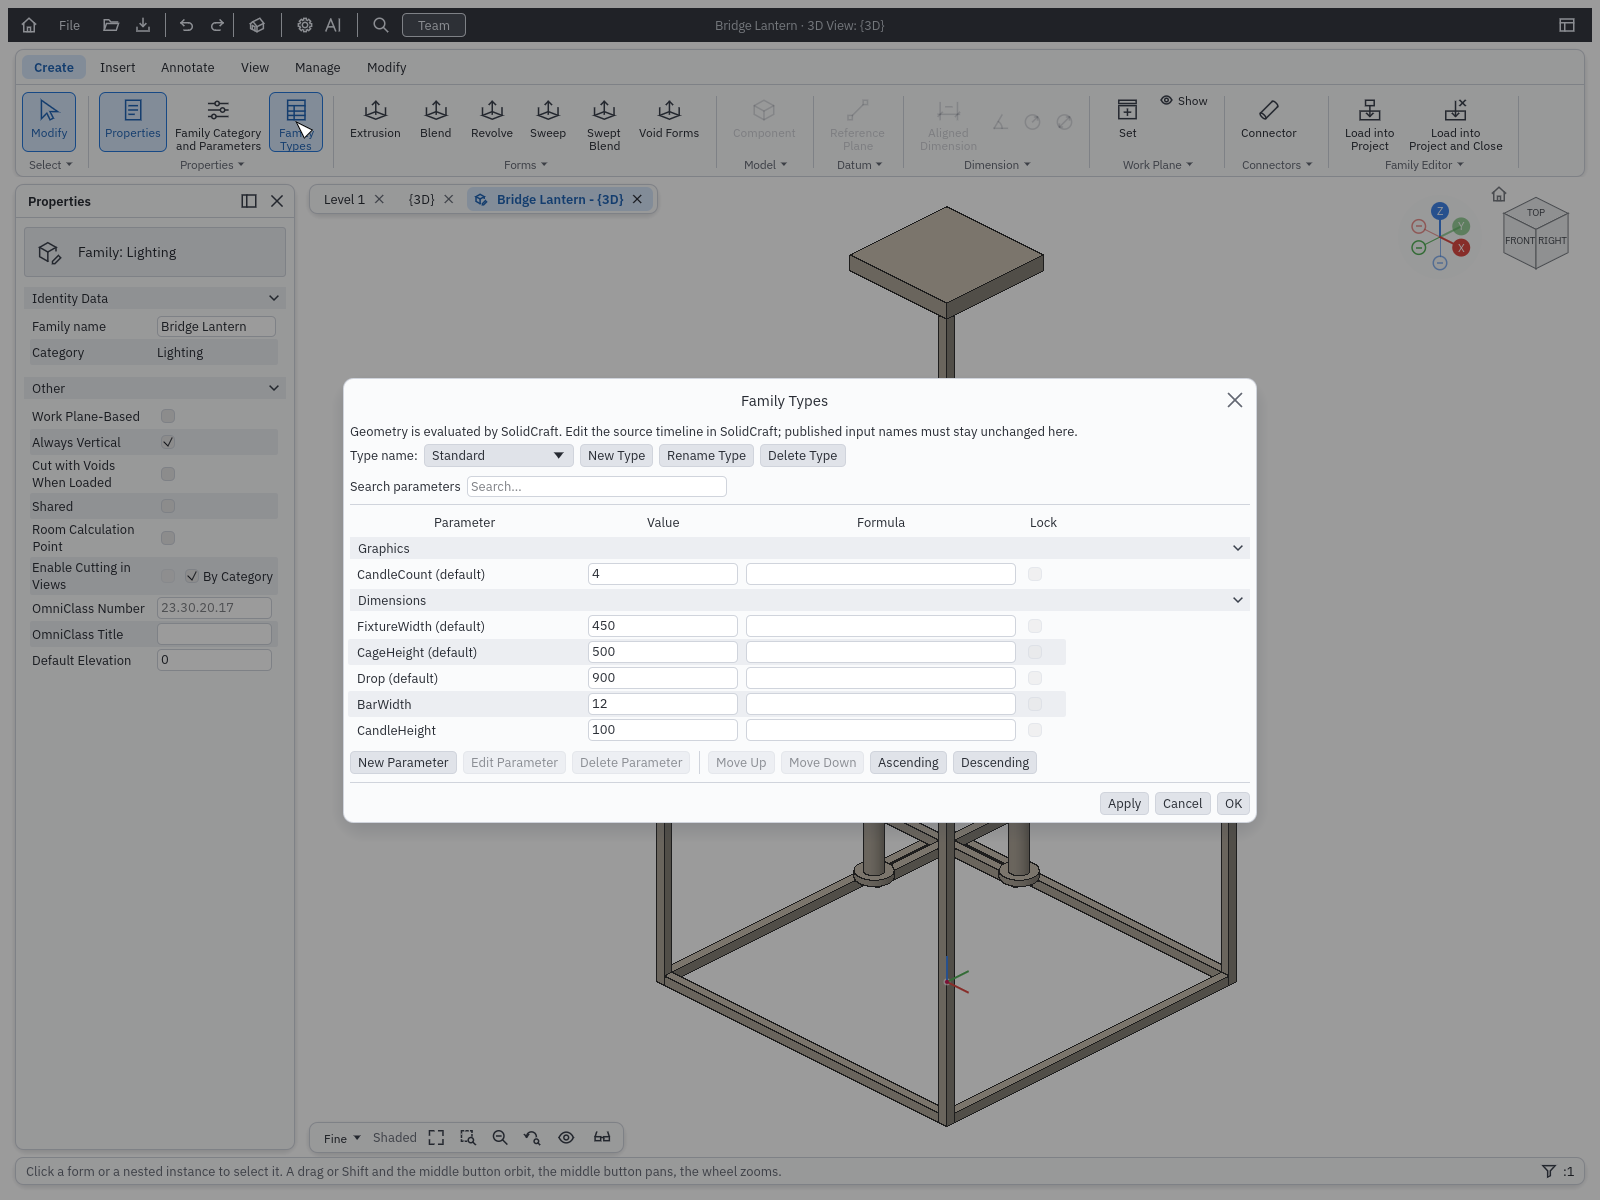 File
AI
Team
Bridge Lantern · 3D View: {3D}
Create Insert Annotate View Manage Modify
Modify
Properties
Family Category and Parameters
Family Types
Extrusion
Blend
Revolve
Sweep
Swept Blend
Void Forms
Component
Reference Plane
Aligned Dimension
Set
Show
Connector
Load into Project
Load into Project and Close
Select
Properties
Forms
Model
Datum
Dimension
Work Plane
Connectors
Family Editor
Properties
Family: Lighting
Identity Data
Family name Bridge Lantern
Category Lighting
Other
Work Plane-Based
Always Vertical
Cut with Voids
When Loaded
Shared
Room Calculation
Point
Enable Cutting in
Views
By Category
OmniClass Number 23.30.20.17
OmniClass Title
Default Elevation 0
Level 1
{3D}
Bridge Lantern - {3D}
Z
Y
X
TOP
FRONT
RIGHT
Family Types
Geometry is evaluated by SolidCraft. Edit the source timeline in SolidCraft; published input names must stay unchanged here.
Type name: Standard New Type Rename Type Delete Type
Search parameters Search...
Parameter Value Formula Lock
Graphics
CandleCount (default) 4
Dimensions
FixtureWidth (default) 450
CageHeight (default) 500
Drop (default) 900
BarWidth 12
CandleHeight 100
New Parameter Edit Parameter Delete Parameter Move Up Move Down Ascending Descending
Apply Cancel OK
Fine
Shaded
Click a form or a nested instance to select it. A drag or Shift and the middle button orbit, the middle button pans, the wheel zooms.
:1